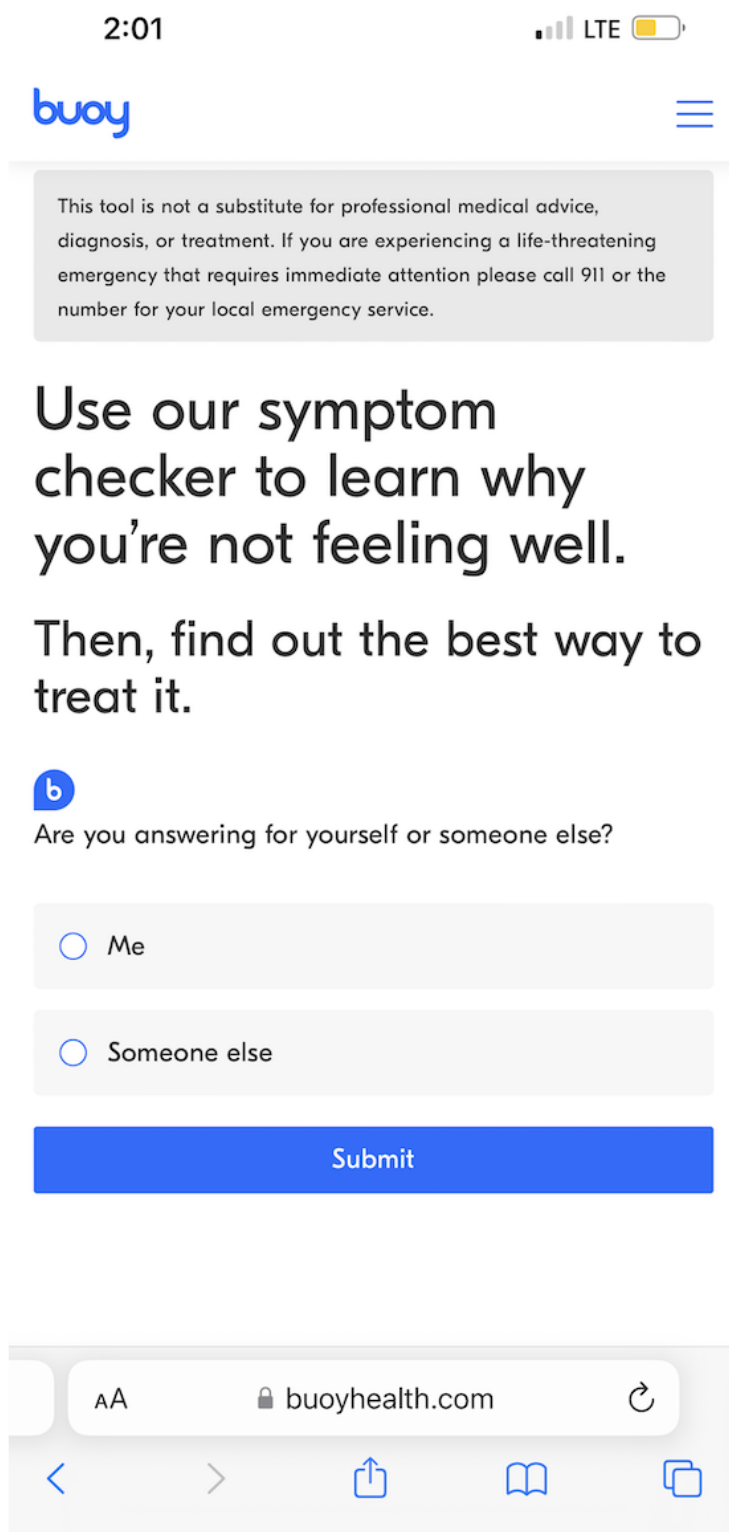 2:01
LTE
buoy
This tool is not a substitute for professional medical advice,
diagnosis, or treatment. If you are experiencing a life-threatening
emergency that requires immediate attention please call 911 or the
number for your local emergency service.
Use our symptom
checker to learn why
you’re not feeling well.
Then, find out the best way to
treat it.
b
Are you answering for yourself or someone else?
Me
Someone else
Submit
AA buoyhealth.com